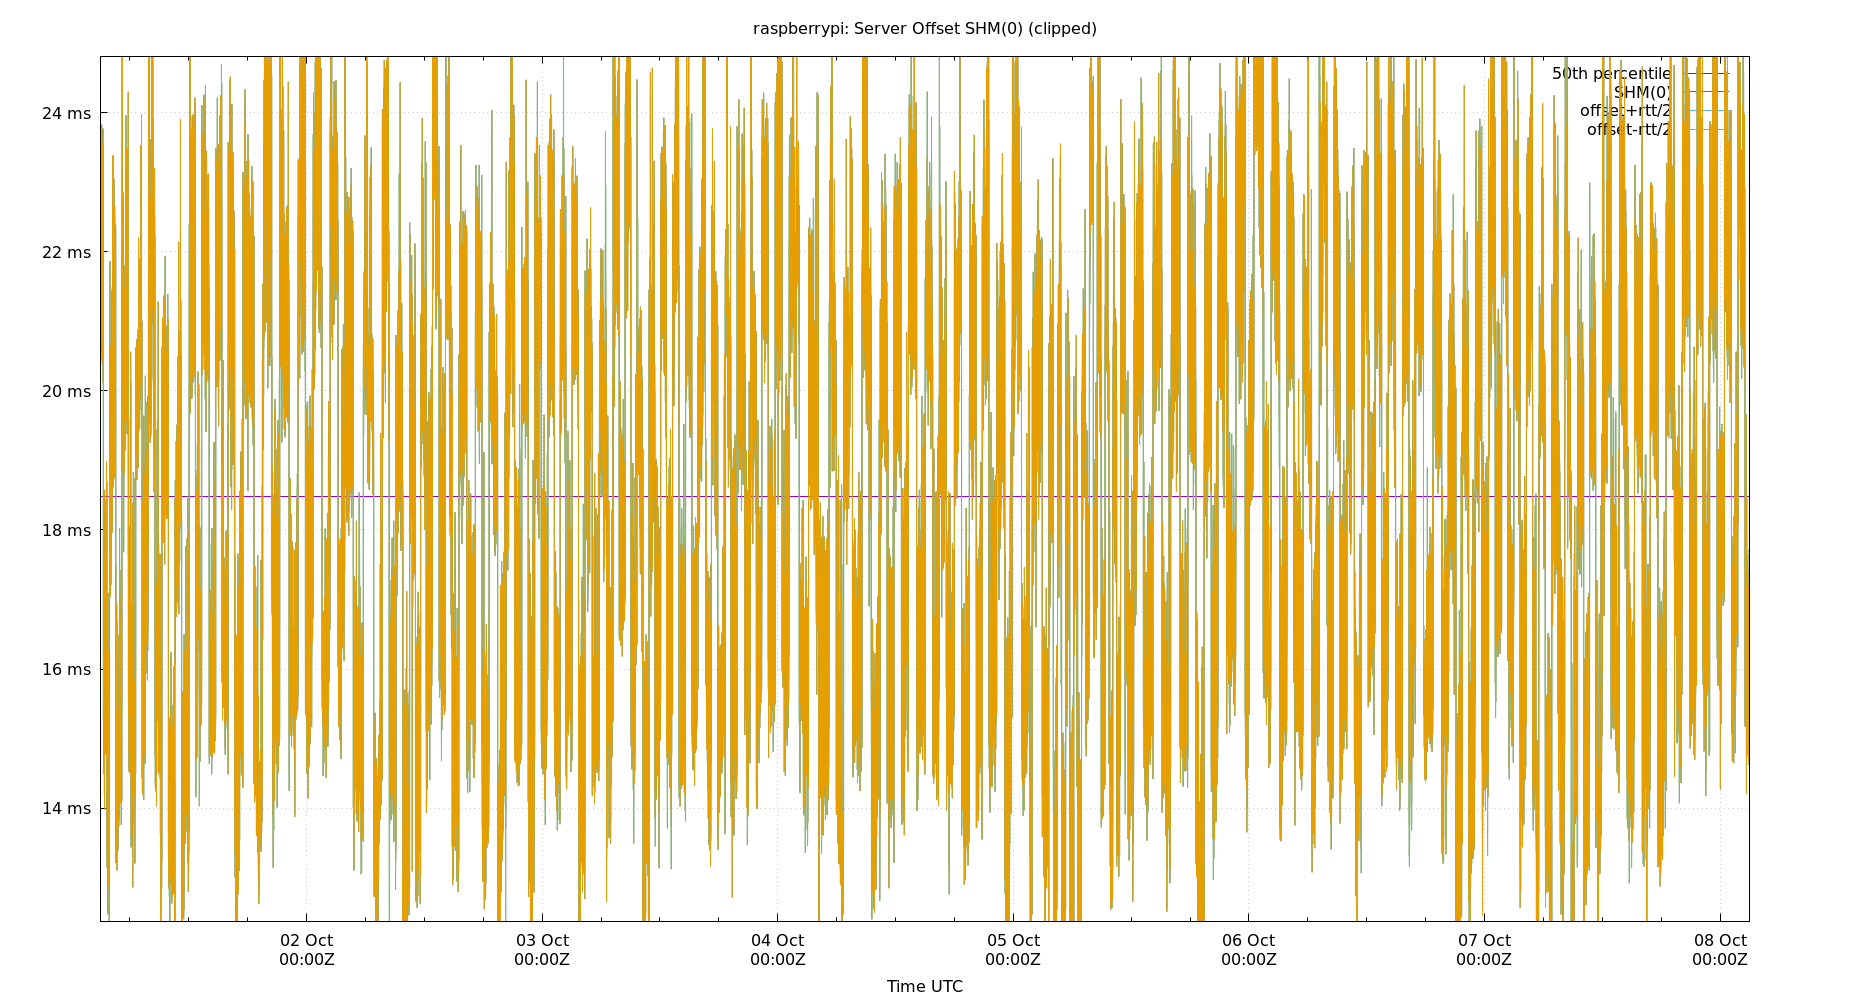 raspberrypi: Server Offset SHM(0) (clipped)
50th percentile
SHM(0)
offset+rtt/2
offset-rtt/2
24 ms
22 ms
20 ms
18 ms
16 ms
14 ms
02 Oct
00:00Z
03 Oct
00:00Z
04 Oct
00:00Z
05 Oct
00:00Z
06 Oct
00:00Z
07 Oct
00:00Z
08 Oct
00:00Z
Time UTC